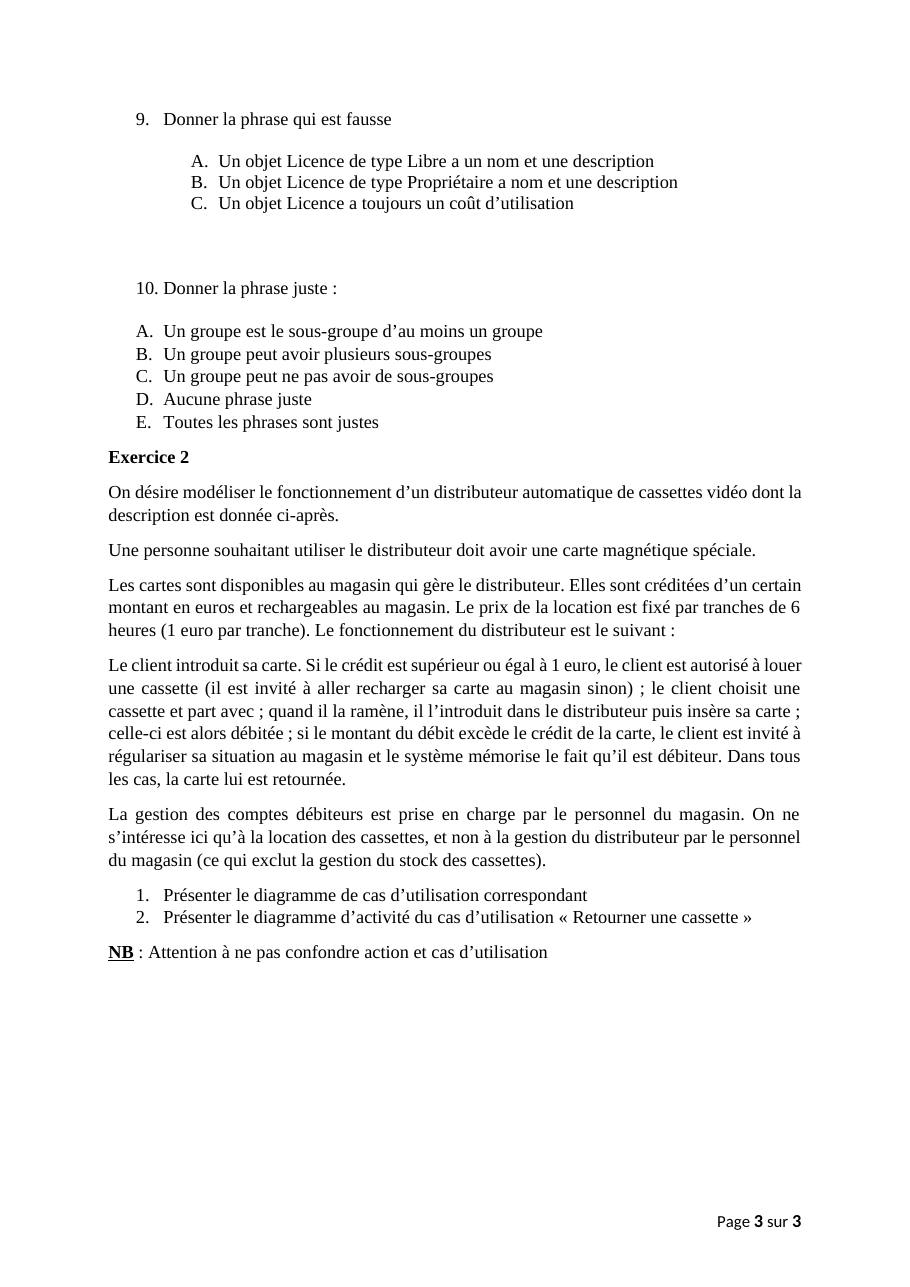 9. Donner la phrase qui est fausse
A. Un objet Licence de type Libre a un nom et une description
B. Un objet Licence de type Propriétaire a nom et une description
C. Un objet Licence a toujours un coût d’utilisation
10. Donner la phrase juste :
A. Un groupe est le sous-groupe d’au moins un groupe
B. Un groupe peut avoir plusieurs sous-groupes
C. Un groupe peut ne pas avoir de sous-groupes
D. Aucune phrase juste
E. Toutes les phrases sont justes
Exercice 2
On désire modéliser le fonctionnement d’un distributeur automatique de cassettes vidéo dont la
description est donnée ci-après.
Une personne souhaitant utiliser le distributeur doit avoir une carte magnétique spéciale.
Les cartes sont disponibles au magasin qui gère le distributeur. Elles sont créditées d’un certain
montant en euros et rechargeables au magasin. Le prix de la location est fixé par tranches de 6
heures (1 euro par tranche). Le fonctionnement du distributeur est le suivant :
Le client introduit sa carte. Si le crédit est supérieur ou égal à 1 euro, le client est autorisé à louer
une cassette (il est invité à aller recharger sa carte au magasin sinon) ; le client choisit une
cassette et part avec ; quand il la ramène, il l’introduit dans le distributeur puis insère sa carte ;
celle-ci est alors débitée ; si le montant du débit excède le crédit de la carte, le client est invité à
régulariser sa situation au magasin et le système mémorise le fait qu’il est débiteur. Dans tous
les cas, la carte lui est retournée.
La gestion des comptes débiteurs est prise en charge par le personnel du magasin. On ne
s’intéresse ici qu’à la location des cassettes, et non à la gestion du distributeur par le personnel
du magasin (ce qui exclut la gestion du stock des cassettes).
1. Présenter le diagramme de cas d’utilisation correspondant
2. Présenter le diagramme d’activité du cas d’utilisation « Retourner une cassette »
NB : Attention à ne pas confondre action et cas d’utilisation
Page 3 sur 3